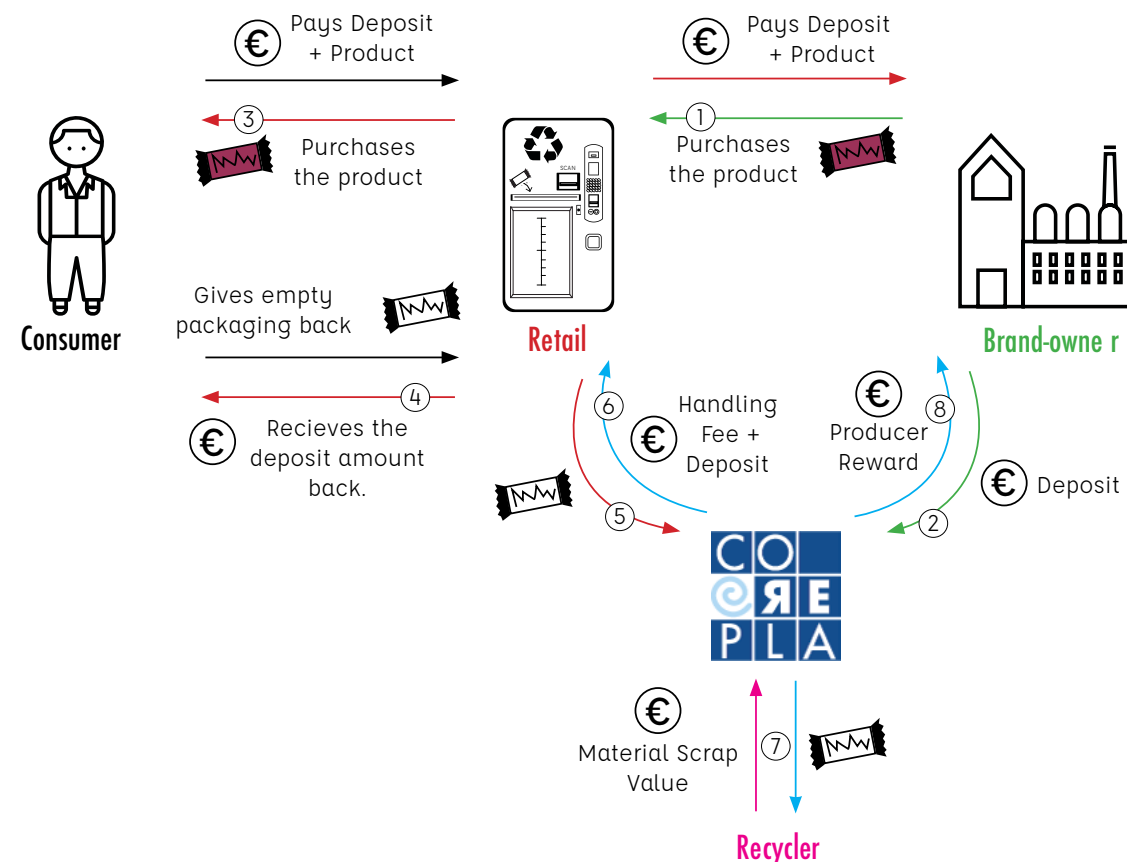 € Pays Deposit
+ Product
€ Pays Deposit
+ Product
3
Purchases
the product
1
Purchases
the product
SCAN
Gives empty
packaging back
Consumer
Retail
Brand-owne r
4
€ Recieves the
deposit amount
back.
6
€ Handling
Fee +
Deposit
€
8
Producer
Reward
€ Deposit
5
2
CO
RE
PLA
€
Material Scrap
Value
7
Recycler